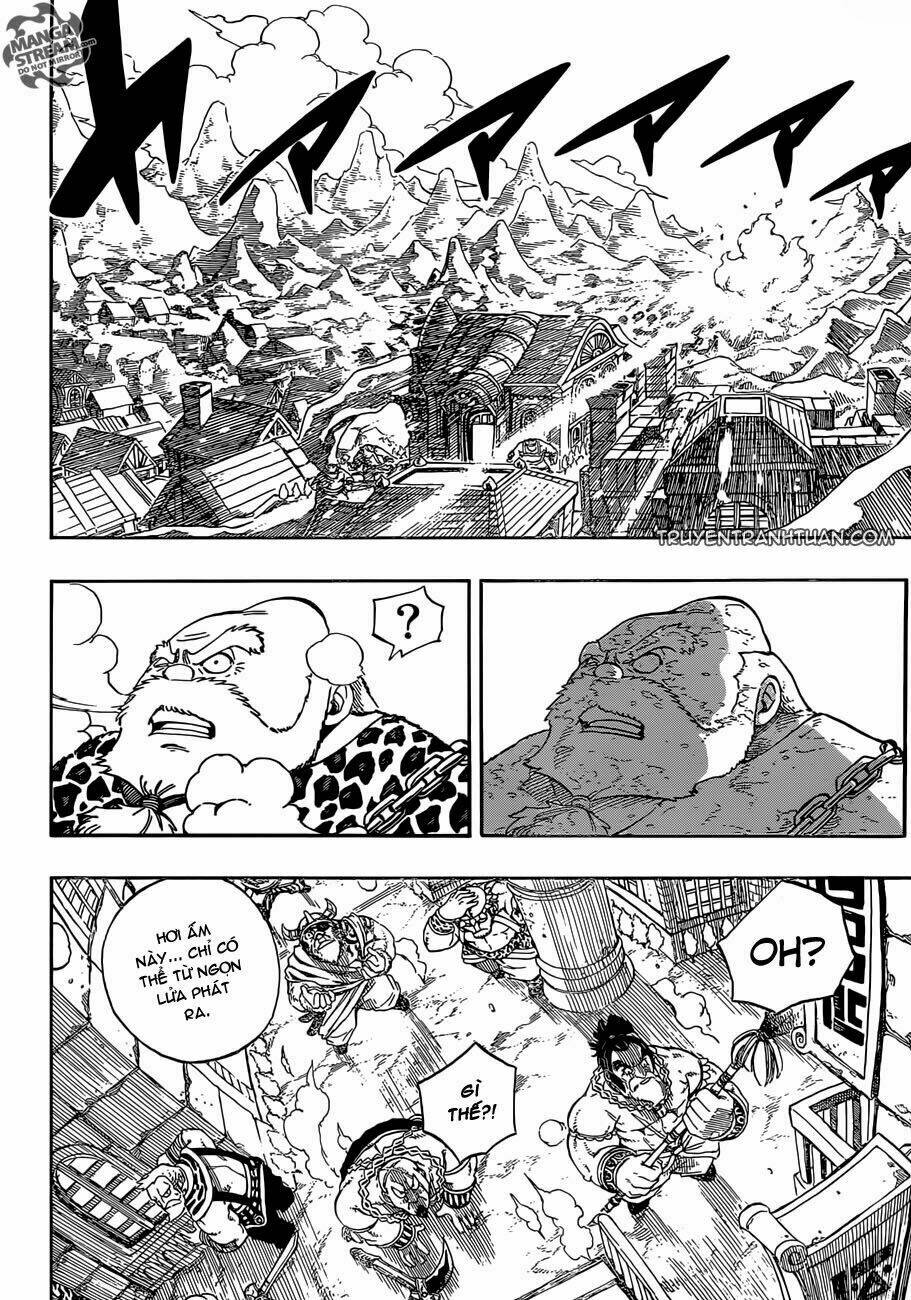 MANGA
STREAM
.com
DO NOT MIRROR!
TRUYENTRANHTUAN.COM
?
OH?
HƠI ẤM
NÀY... CHỈ CÓ
THỂ TỪ NGỌN
LỬA PHÁT
RA.
GÌ
THẾ?!